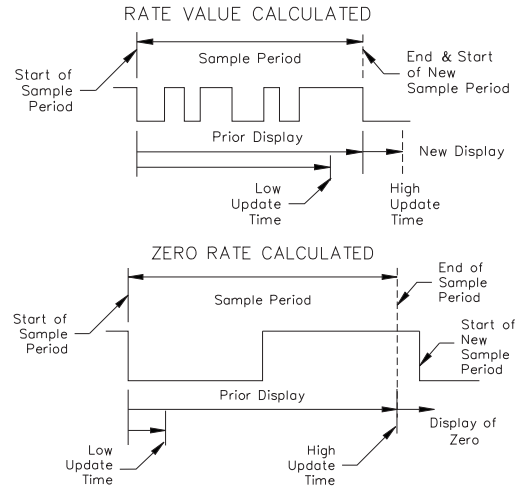 RATE VALUE CALCULATED
Sample Period
Start of
Sample
Period
End & Start
of New
Sample Period
Prior Display
New Display
Low
Update
Time
High
Update
Time
ZERO RATE CALCULATED
Sample Period
End of
Sample
Period
Start of
Sample
Period
Start of
New
Sample
Period
Prior Display
Display of
Zero
Low
Update
Time
High
Update
Time